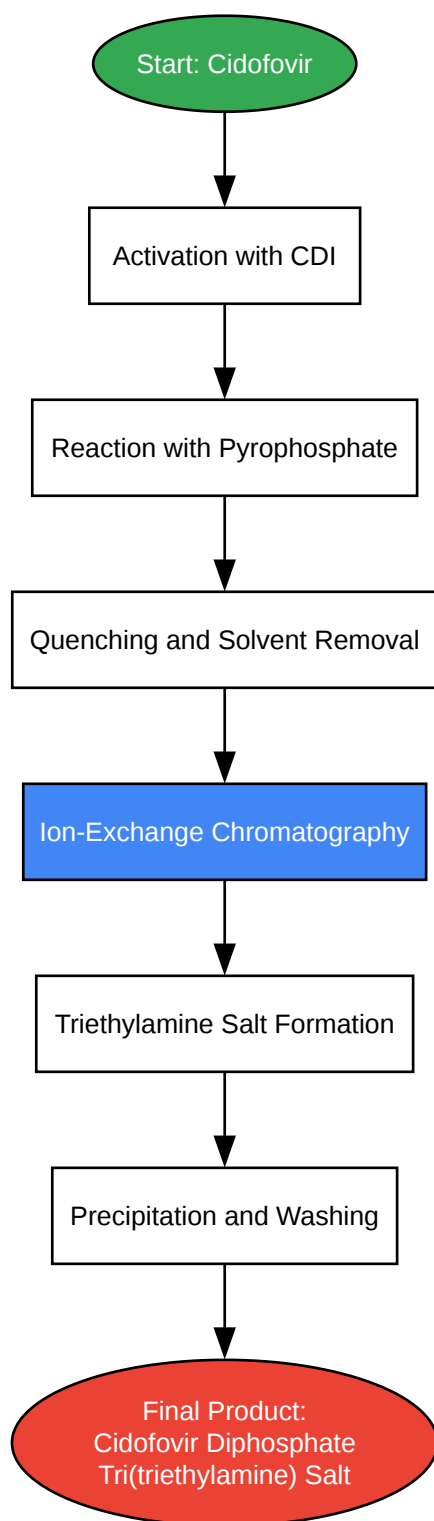 Start: Cidofovir
Activation with CDI
Reaction with Pyrophosphate
Quenching and Solvent Removal
Ion-Exchange Chromatography
Triethylamine Salt Formation
Precipitation and Washing
Final Product:
Cidofovir Diphosphate
Tri(triethylamine) Salt